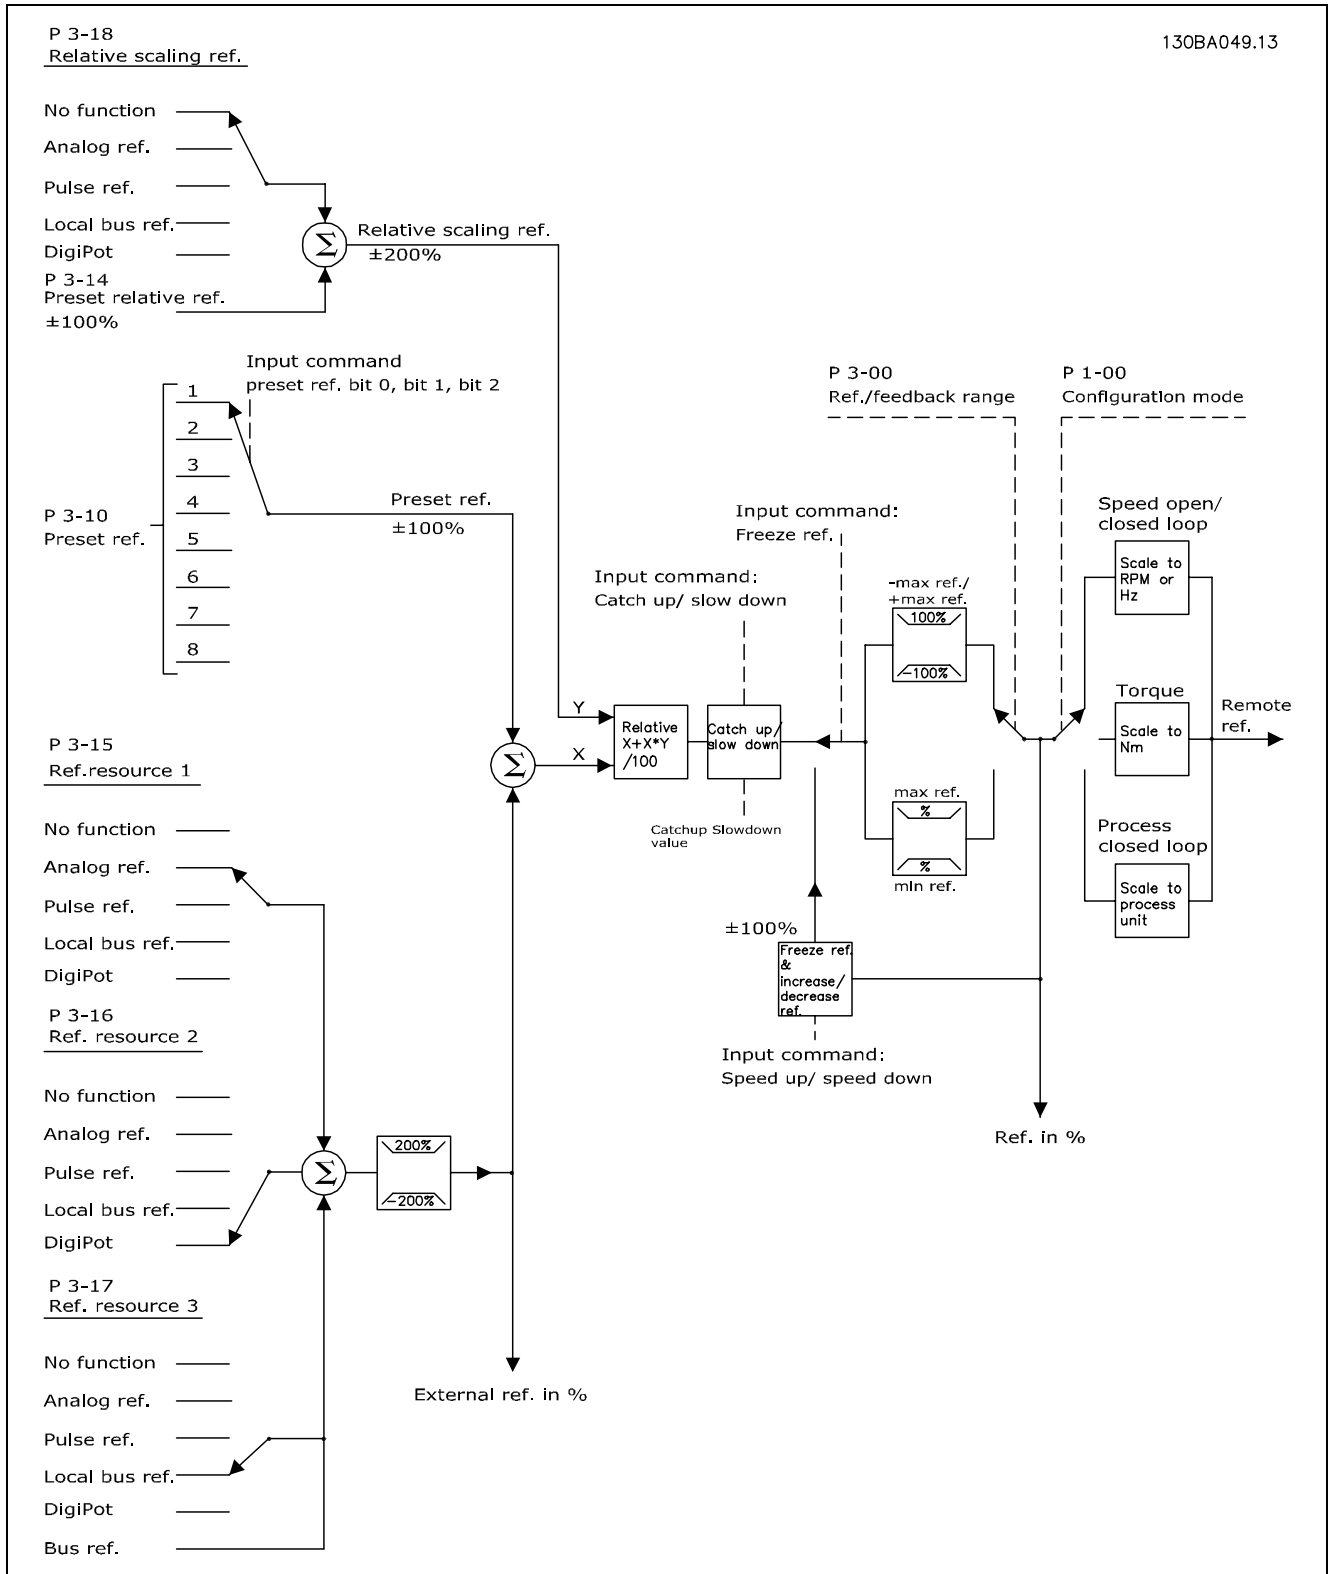 P 3-18
Relative scaling ref.
130BA049.13
No function
Analog ref.
Pulse ref.
Local bus ref.
DigiPot
P 3-14
Preset relative ref.
±100%
Σ
Relative scaling ref.
±200%
Input command
preset ref. bit 0, bit 1, bit 2
P 3-10
Preset ref.
1
2
3
4
5
6
7
8
Preset ref.
±100%
P 3-00
Ref./feedback range
P 1-00
Configuration mode
Input command:
Freeze ref.
Input command:
Catch up/ slow down
Speed open/
closed loop
Scale to
RPM or
Hz
-max ref./
+max ref.
100%
-100%
Y
X
Σ
Relative
X+X*Y
/100
Catch up/
slow down
Catchup Slowdown
value
Torque
Scale to
Nm
Remote
ref.
max ref.
%
%
min ref.
Process
closed loop
Scale to
process
unit
±100%
Freeze ref.
&
increase/
decrease
ref.
Input command:
Speed up/ speed down
Ref. in %
P 3-15
Ref.resource 1
No function
Analog ref.
Pulse ref.
Local bus ref.
DigiPot
P 3-16
Ref. resource 2
No function
Analog ref.
Pulse ref.
Local bus ref.
DigiPot
Σ
200%
-200%
P 3-17
Ref. resource 3
No function
Analog ref.
Pulse ref.
Local bus ref.
DigiPot
Bus ref.
External ref. in %